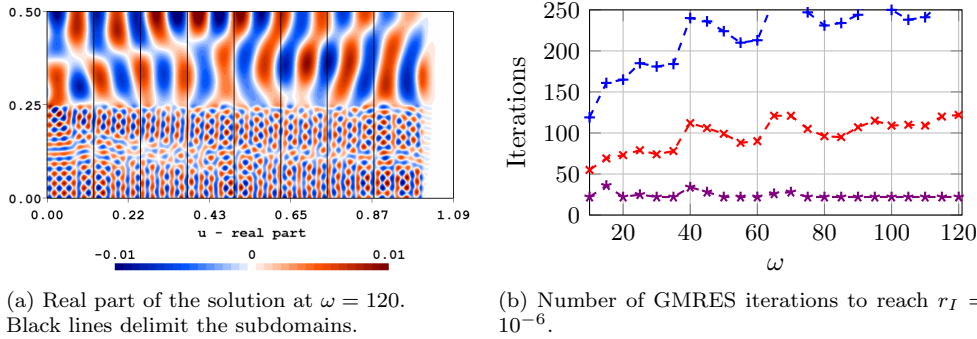 0.50
0.25
0.00
0.00 0.22 0.43 0.65 0.87 1.09
u - real part
-0.01 0 0.01
(a) Real part of the solution at ω = 120.
Black lines delimit the subdomains.
250
200
150
100
50
0
Iterations
20 40 60 80 100 120
ω
(b) Number of GMRES iterations to reach r_I =
10^{-6}.